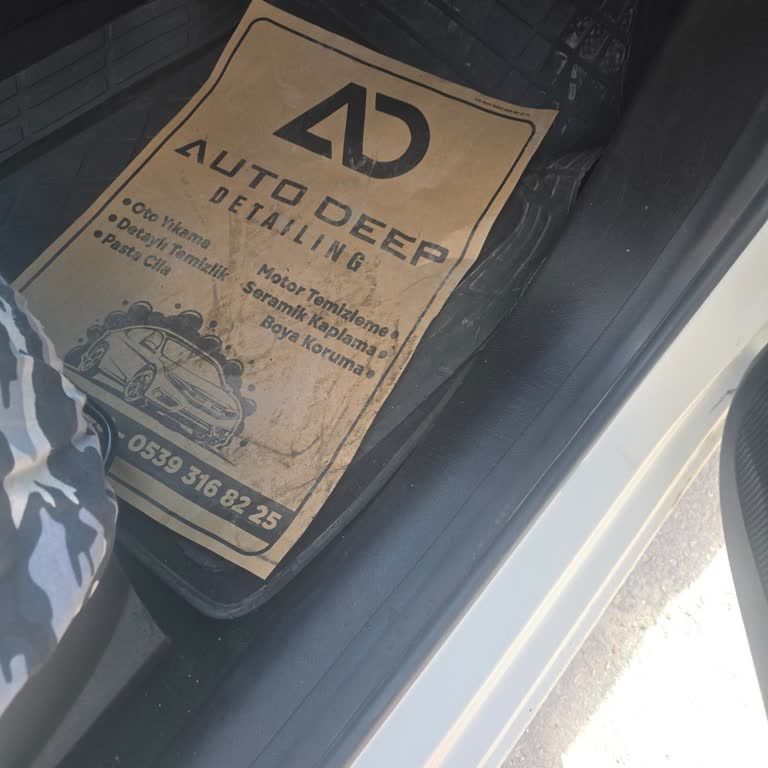 AD
AUTO DEEP
DETAILING
• Oto Yıkama
• Detaylı Temizlik
• Pasta Cila
Motor Temizleme •
Seramik Kaplama •
Boya Koruma •
- 0539 316 82 25